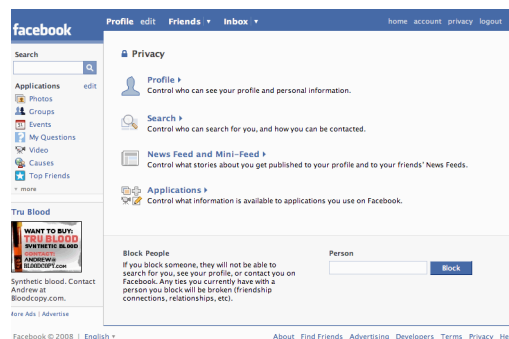 facebook
Profile edit Friends Inbox home account privacy logout
Search
Applications edit
Photos
Groups
31 Events
? My Questions
Video
Causes
Top Friends
more
Tru Blood
WANT TO BUY:
TRU BLOOD
SYNTHETIC BLOOD
CONTACT:
ANDREW@
BLOODCOPY.COM
Synthetic blood. Contact
Andrew at
Bloodcopy.com.
More Ads | Advertise
Privacy
Profile
Control who can see your profile and personal information.
Search
Control who can search for you, and how you can be contacted.
News Feed and Mini-Feed
Control what stories about you get published to your profile and to your friends' News Feeds.
Applications
Control what information is available to applications you use on Facebook.
Block People
If you block someone, they will not be able to
search for you, see your profile, or contact you on
Facebook. Any ties you currently have with a
person you block will be broken (friendship
connections, relationships, etc).
Person
Block
Facebook © 2008 | English About Find Friends Advertising Developers Terms Privacy He